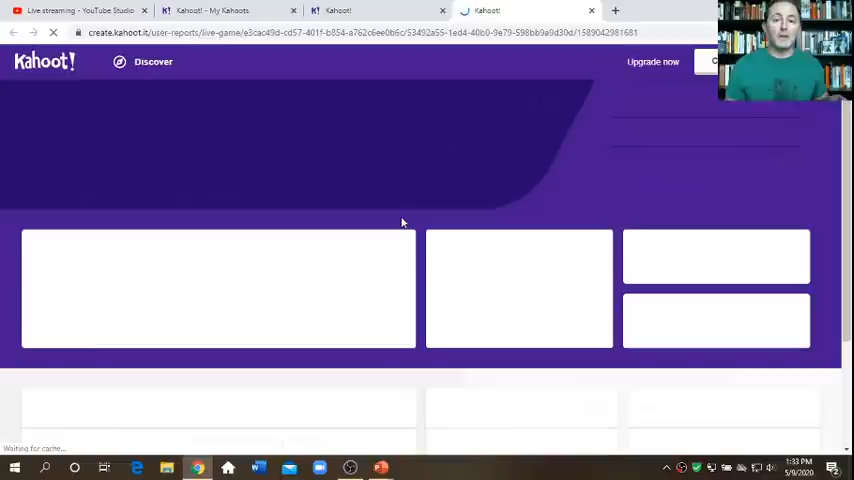 Live streaming - YouTube Studio
Kahoot! - My Kahoots
Kahoot!
Kahoot!
create.kahoot.it/user-reports/live-game/e3cac49d-cd57-401f-b854-a762c6ee0b6c/53492a55-1ed4-40b0-9e79-598bb9a9d30d/1589042981681
Kahoot!
Discover
Upgrade now
Waiting for cache...
1:33 PM
5/9/2020